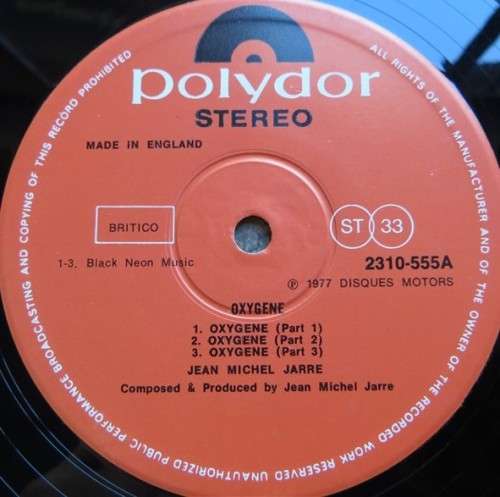 polydor
STEREO
MADE IN ENGLAND
BRITICO
ST 33
1-3. Black Neon Music
2310-555A
℗ 1977 DISQUES MOTORS
OXYGENE
1. OXYGENE (Part 1)
2. OXYGENE (Part 2)
3. OXYGENE (Part 3)
JEAN MICHEL JARRE
Composed & Produced by Jean Michel Jarre
ALL RIGHTS OF THE MANUFACTURER AND OF THE OWNER OF THE RECORDED WORK RESERVED UNAUTHORIZED PUBLIC PERFORMANCE BROADCASTING AND COPYING OF THIS RECORD PROHIBITED